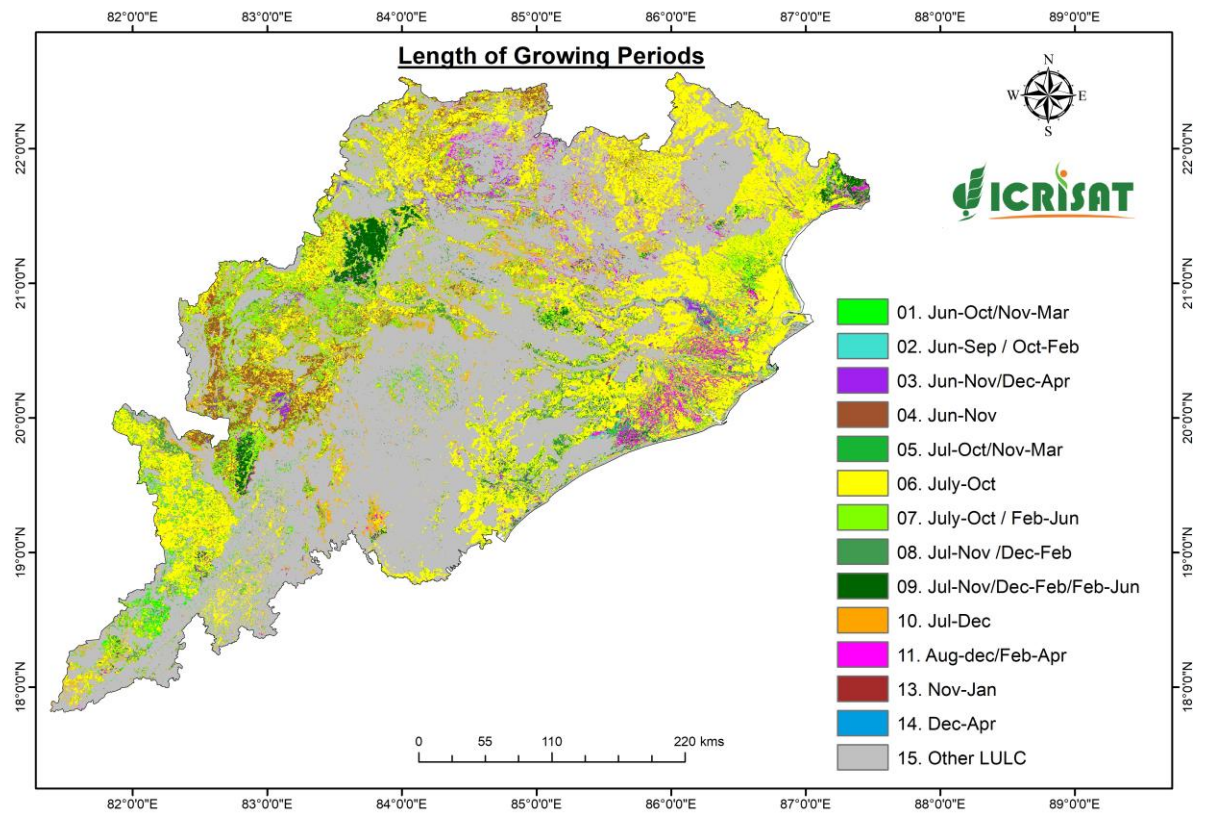 82°0'0"E 83°0'0"E 84°0'0"E 85°0'0"E 86°0'0"E 87°0'0"E 88°0'0"E 89°0'0"E
Length of Growing Periods
N
W E
S
22°0'0"N 22°0'0"N
ICRISAT
21°0'0"N 21°0'0"N
20°0'0"N 20°0'0"N
19°0'0"N 19°0'0"N
18°0'0"N 18°0'0"N
01. Jun-Oct/Nov-Mar
02. Jun-Sep / Oct-Feb
03. Jun-Nov/Dec-Apr
04. Jun-Nov
05. Jul-Oct/Nov-Mar
06. July-Oct
07. July-Oct / Feb-Jun
08. Jul-Nov /Dec-Feb
09. Jul-Nov/Dec-Feb/Feb-Jun
10. Jul-Dec
11. Aug-dec/Feb-Apr
13. Nov-Jan
14. Dec-Apr
15. Other LULC
0 55 110 220 kms
82°0'0"E 83°0'0"E 84°0'0"E 85°0'0"E 86°0'0"E 87°0'0"E 88°0'0"E 89°0'0"E